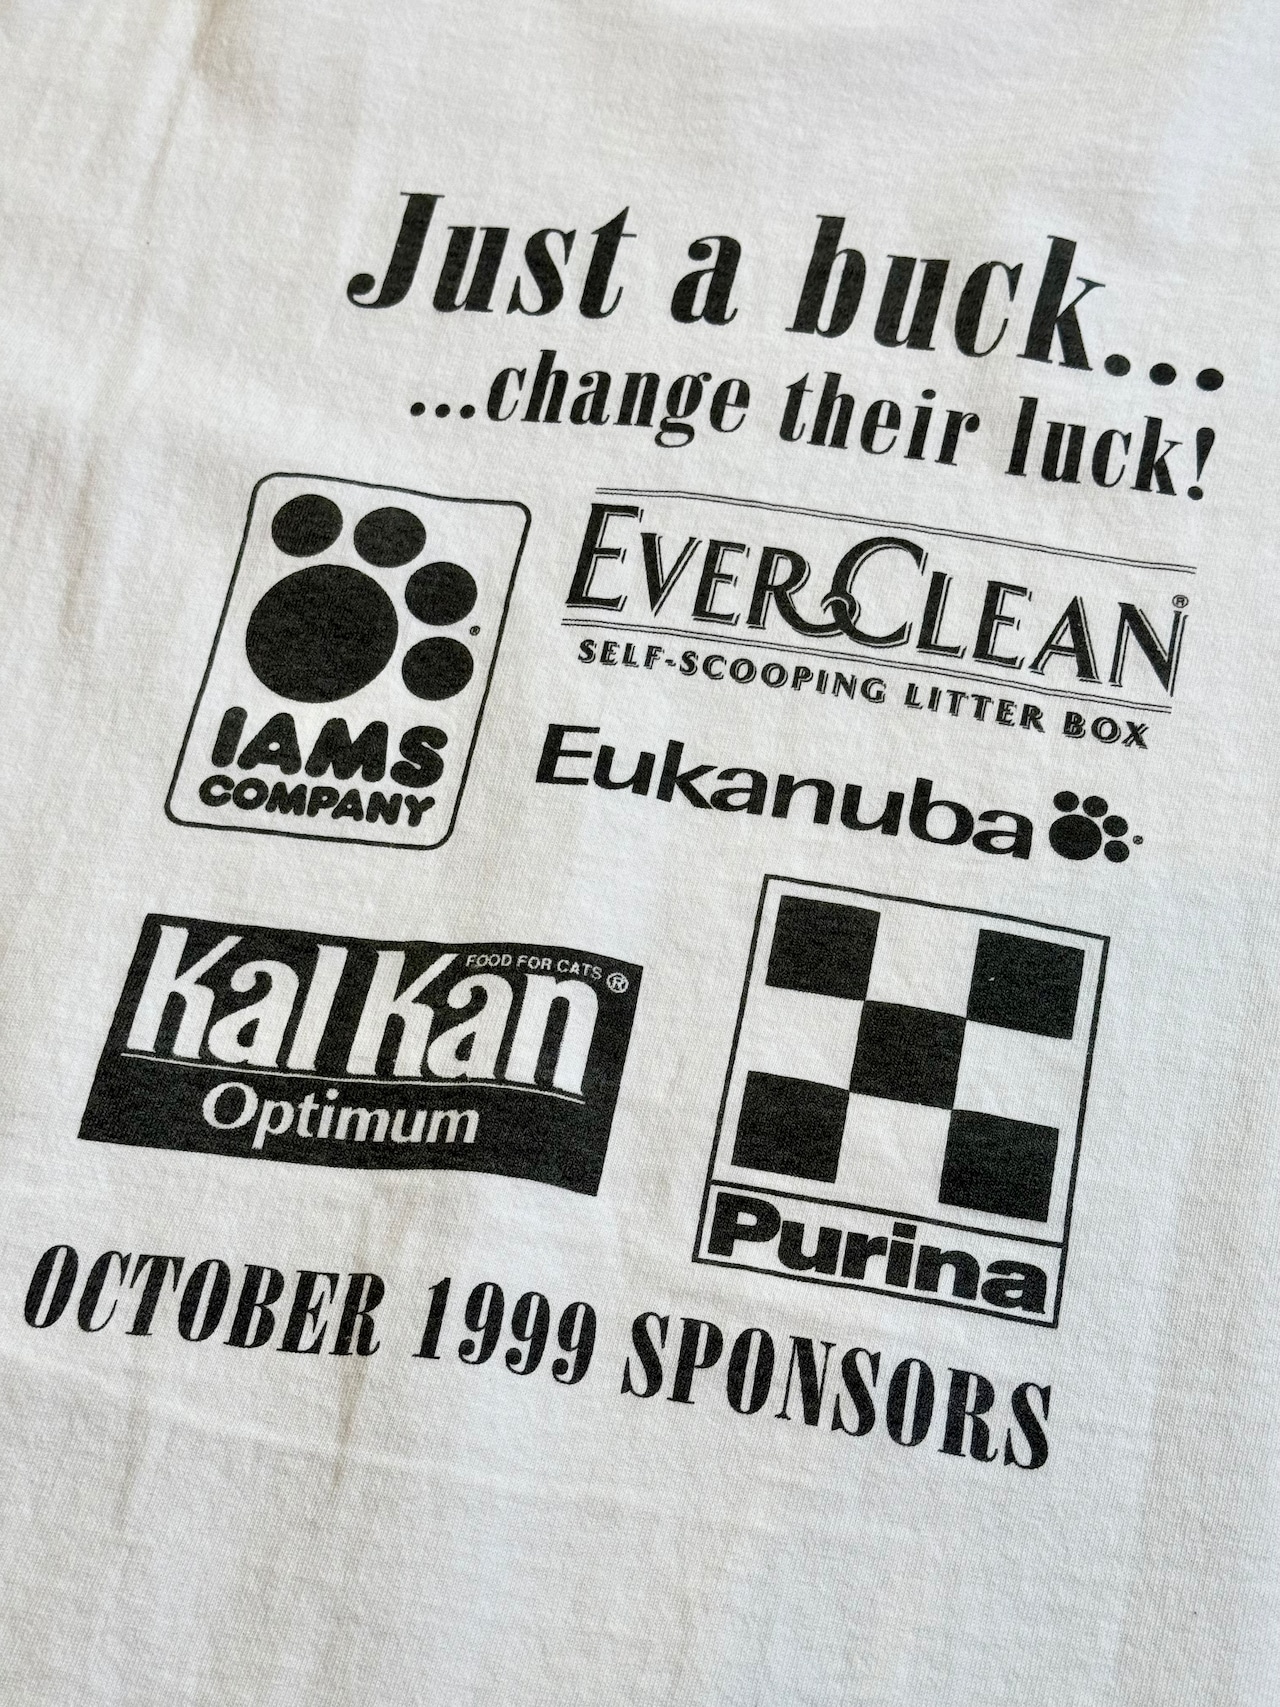 Just a buck...
...change their luck!
IAMS
COMPANY
®
EVERCLEAN®
SELF-SCOOPING LITTER BOX
Eukanuba®
Kal Kan
FOOD FOR CATS®
Optimum
Purina
OCTOBER 1999 SPONSORS